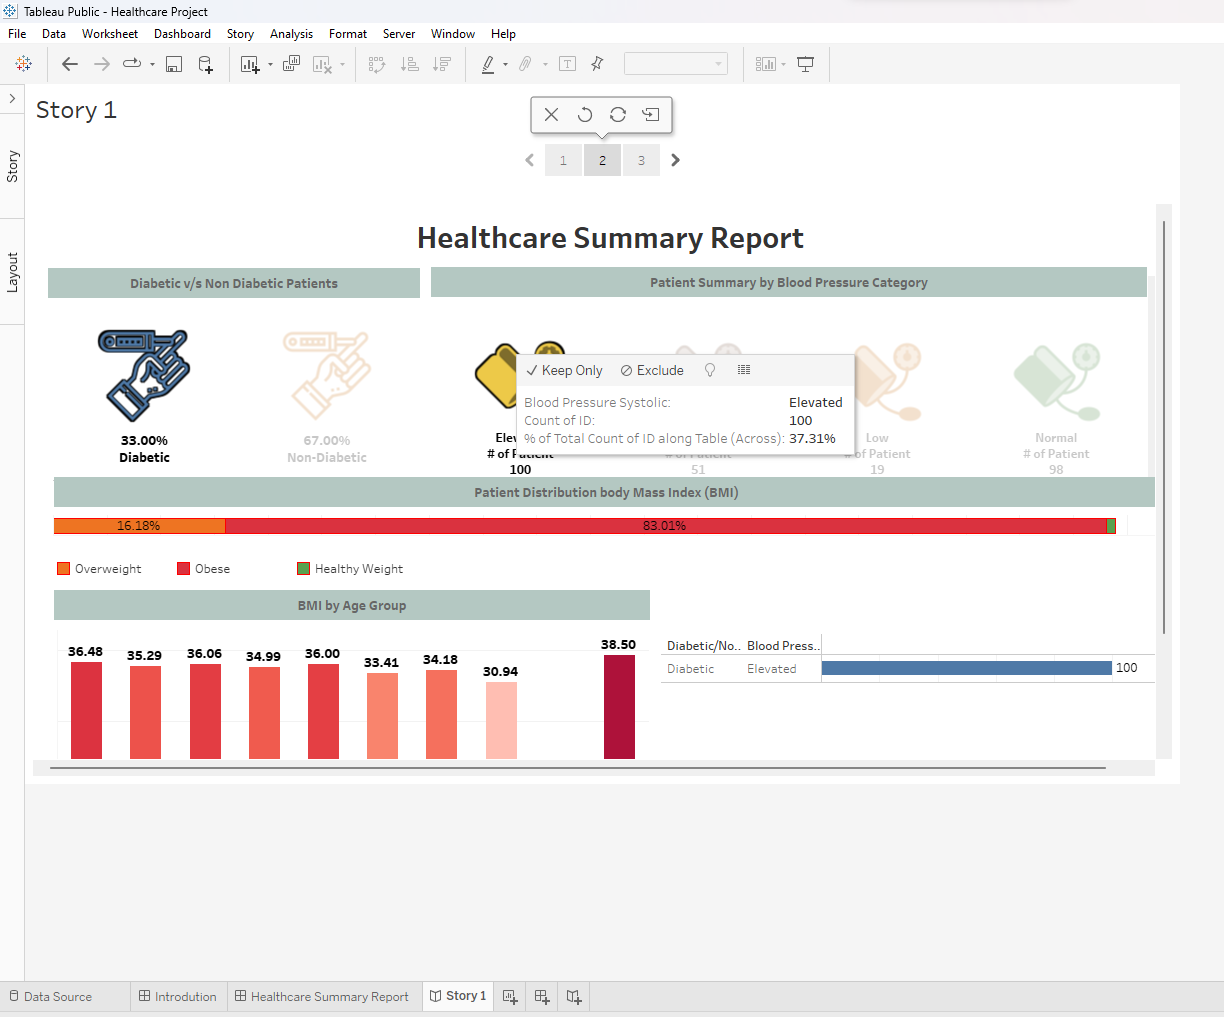 Tableau Public - Healthcare Project
File Data Worksheet Dashboard Story Analysis Format Server Window Help
Story 1
Story
Layout
1 2 3
Healthcare Summary Report
Diabetic v/s Non Diabetic Patients
Patient Summary by Blood Pressure Category
Keep Only Exclude
Blood Pressure Systolic: Elevated
Count of ID: 100
% of Total Count of ID along Table (Across): 37.31%
33.00%
Diabetic
67.00%
Non-Diabetic
# of Patient
100
# of Patient
51
Low
# of Patient
19
Normal
# of Patient
98
Patient Distribution body Mass Index (BMI)
16.18% 83.01%
Overweight Obese Healthy Weight
BMI by Age Group
36.48 35.29 36.06 34.99 36.00 33.41 34.18 30.94 38.50
Diabetic/No.. Blood Press..
Diabetic Elevated 100
Data Source Introdution Healthcare Summary Report Story 1